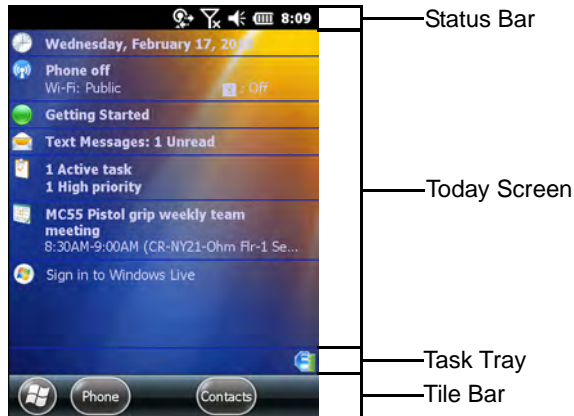 8:09
Status Bar
Wednesday, February 17, 20
Phone off
Wi-Fi: Public
: Off
Getting Started
Text Messages: 1 Unread
1 Active task
1 High priority
Today Screen
MC55 Pistol grip weekly team
meeting
8:30AM-9:00AM (CR-NY21-Ohm Flr-1 Se...
Sign in to Windows Live
Task Tray
Phone
Contacts
Tile Bar